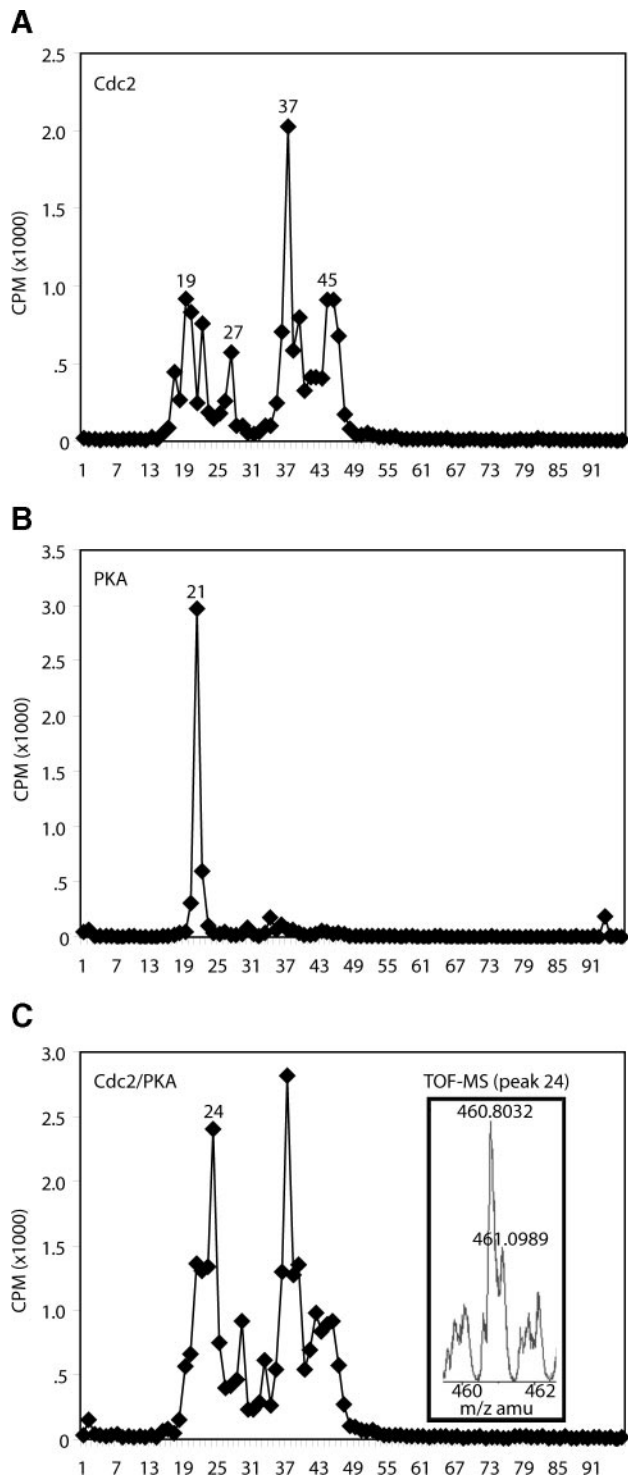 A
2.5
Cdc2
37
2.0
CPM (x1000)
1.5
1.0
19
45
27
.5
0
1 7 13 19 25 31 37 43 49 55 61 67 73 79 85 91
B
3.5
PKA
21
3.0
2.5
CPM (x1000)
2.0
1.5
1.0
.5
0
1 7 13 19 25 31 37 43 49 55 61 67 73 79 85 91
C
3.0
Cdc2/PKA
TOF-MS (peak 24)
24
460.8032
2.5
2.0
CPM (x1000)
461.0989
1.5
1.0
.5
460 462
m/z amu
0
1 7 13 19 25 31 37 43 49 55 61 67 73 79 85 91